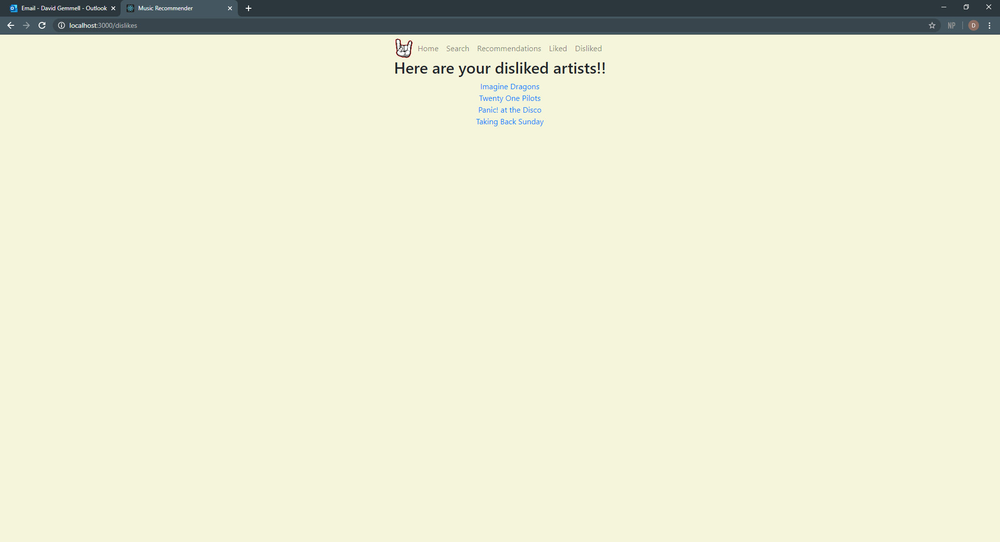 Email - David Gemmell - Outlook
Music Recommender
localhost:3000/dislikes
NP
D
Home Search Recommendations Liked Disliked
Here are your disliked artists!!
Imagine Dragons
Twenty One Pilots
Panic! at the Disco
Taking Back Sunday